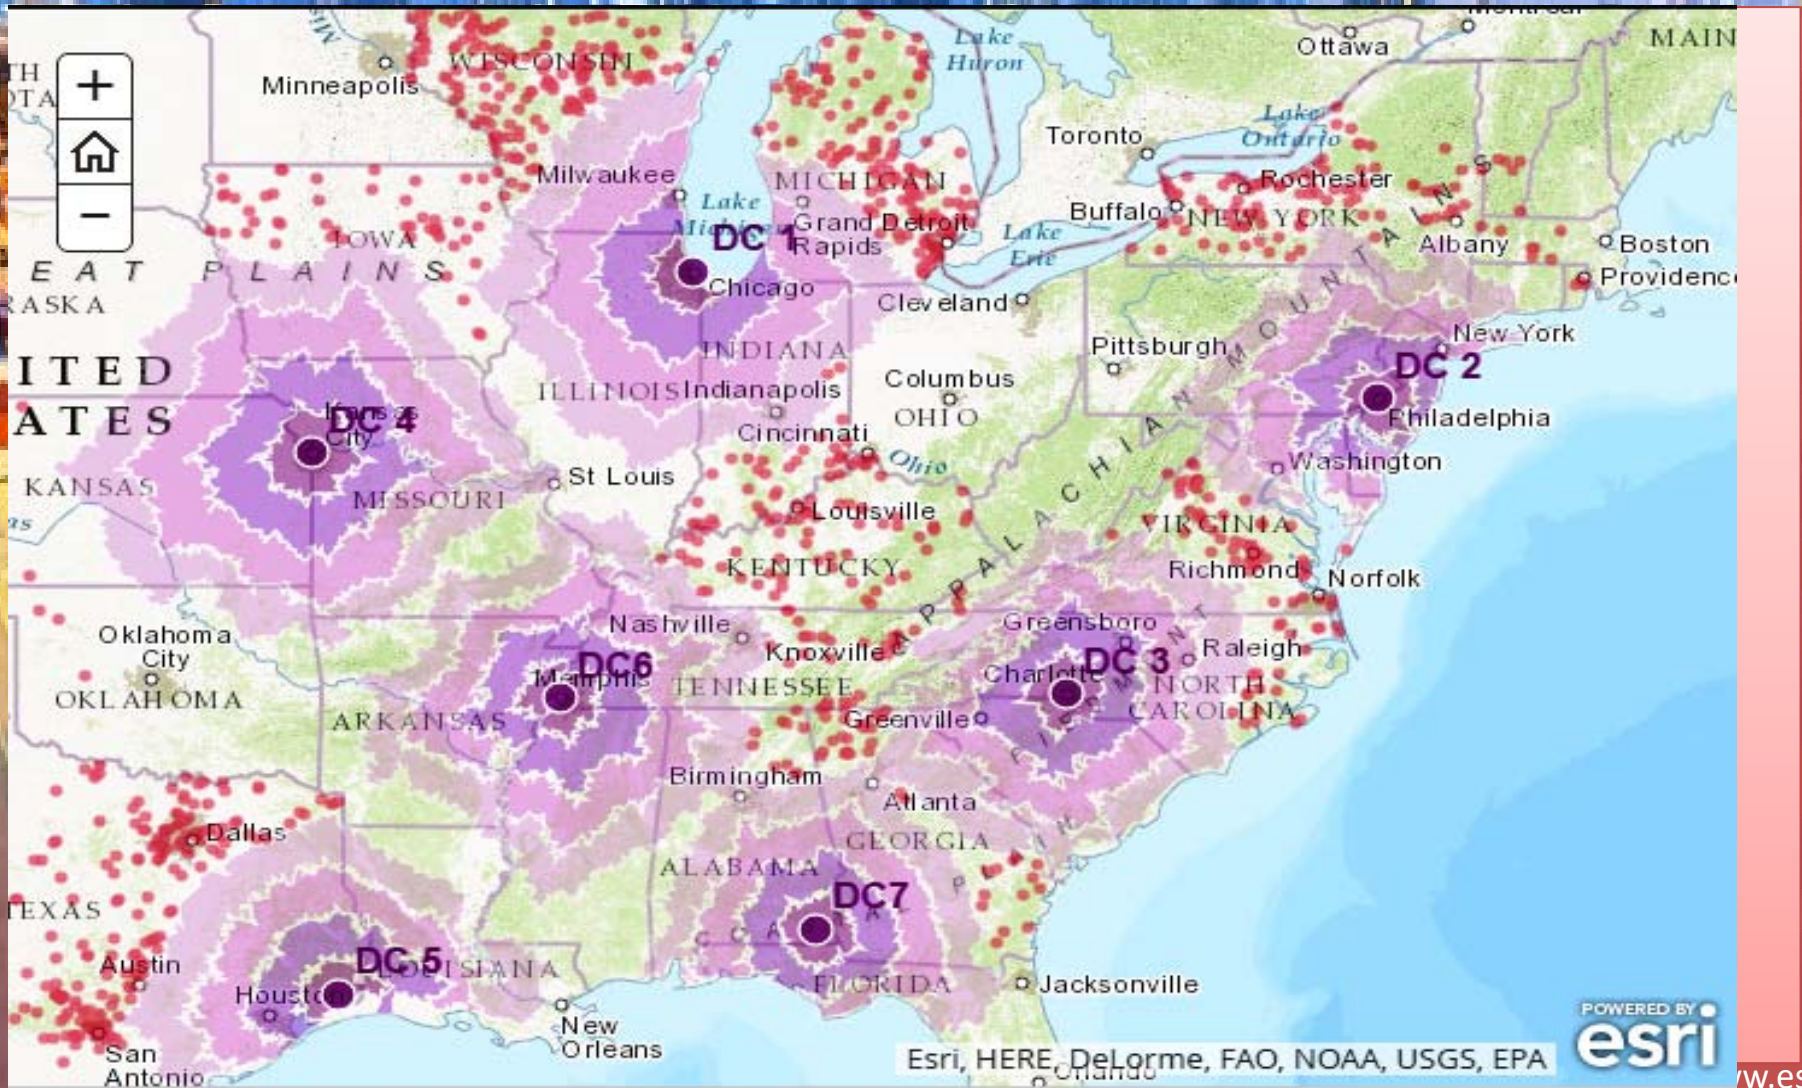 Ottawa
MAIN
Lake
Huron
WISCONSIN
Minneapolis
Lake
Ontario
Toronto
Rochester
Milwaukee
MICHIGAN
Lake
Michigan
Grand
Rapids
Detroit
Buffalo
NEW YORK
Lake
Erie
Albany
Boston
Providence
DC 1
IOWA
EAT PLAINS
RASKA
Chicago
Cleveland
New York
INDIANA
Pittsburgh
DC 2
ITED
ATES
ILLINOIS
Indianapolis
Columbus
OHIO
Philadelphia
Kansas
City
DC 4
Cincinnati
Ohio
Washington
KANSAS
MISSOURI
St Louis
Louisville
APPALACHIAN MOUNTAINS
VIRGINIA
KENTUCKY
Richmond
Norfolk
Oklahoma
City
Nashville
Greensboro
Raleigh
Knoxville
DC6
Memphis
TENNESSEE
Charlotte
DC 3
NORTH
CAROLINA
OKLAHOMA
ARKANSAS
Greenville
Birmingham
Atlanta
Dallas
GEORGIA
ALABAMA
DC7
TEXAS
Austin
DC 5
LOUISIANA
Houston
FLORIDA
Jacksonville
New
Orleans
San
Antonio
Orlando
POWERED BY
esri
Esri, HERE, DeLorme, FAO, NOAA, USGS, EPA